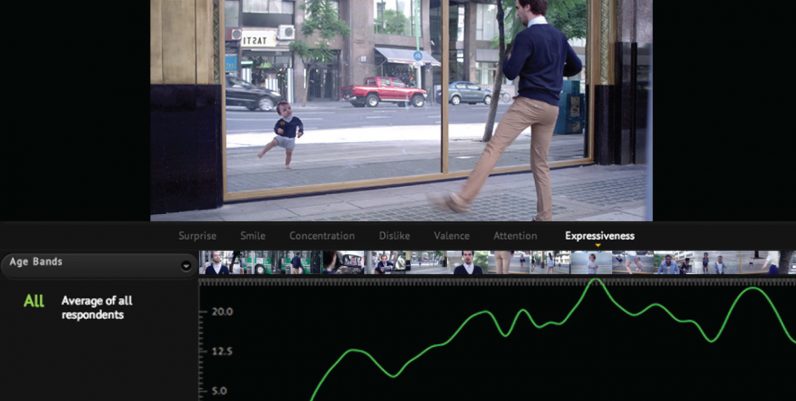 TASTI
Surprise Smile Concentration Dislike Valence Attention Expressiveness
Age Bands
All Average of all
respondents
20.0
12.5
5.0